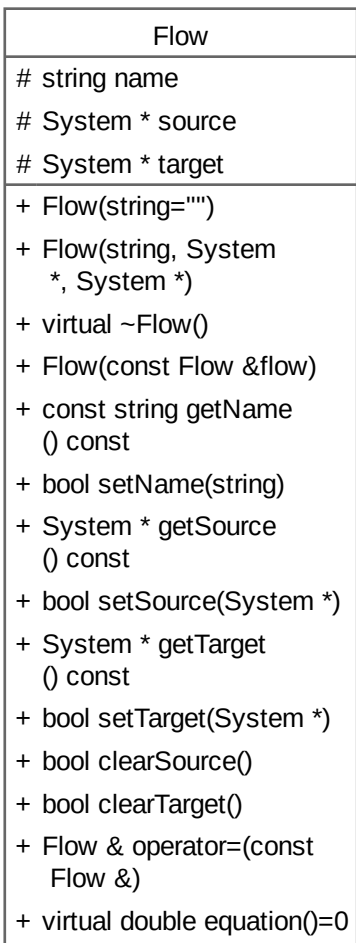 Flow
# string name
# System * source
# System * target
+ Flow(string="")
+ Flow(string, System
*, System *)
+ virtual ~Flow()
+ Flow(const Flow &flow)
+ const string getName
() const
+ bool setName(string)
+ System * getSource
() const
+ bool setSource(System *)
+ System * getTarget
() const
+ bool setTarget(System *)
+ bool clearSource()
+ bool clearTarget()
+ Flow & operator=(const
Flow &)
+ virtual double equation()=0